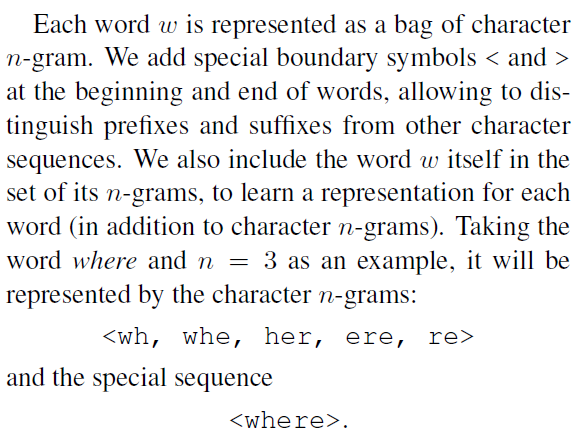 Each word w is represented as a bag of character
n-gram. We add special boundary symbols < and >
at the beginning and end of words, allowing to dis-
tinguish prefixes and suffixes from other character
sequences. We also include the word w itself in the
set of its n-grams, to learn a representation for each
word (in addition to character n-grams). Taking the
word where and n = 3 as an example, it will be
represented by the character n-grams:
<wh, whe, her, ere, re>
and the special sequence
<where>.